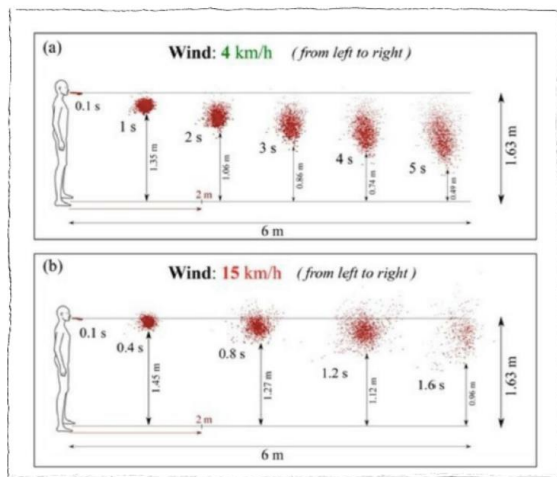 (a)
Wind: 4 km/h ( from left to right )
0.1 s
1 s
2 s
3 s
4 s
5 s
1.35 m
1.06 m
0.86 m
0.74 m
0.49 m
1.63 m
2 m
6 m
(b)
Wind: 15 km/h ( from left to right )
0.1 s
0.4 s
0.8 s
1.2 s
1.6 s
1.45 m
1.27 m
1.12 m
0.96 m
1.63 m
2 m
6 m